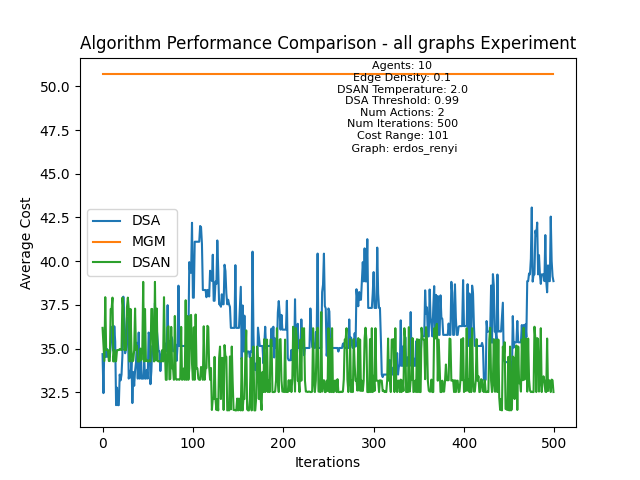 Algorithm Performance Comparison - all graphs Experiment
Agents: 10
Edge Density: 0.1
DSAN Temperature: 2.0
DSA Threshold: 0.99
Num Actions: 2
Num Iterations: 500
Cost Range: 101
Graph: erdos_renyi
Average Cost
50.0
47.5
45.0
42.5
40.0
37.5
35.0
32.5
DSA
MGM
DSAN
0 100 200 300 400 500
Iterations